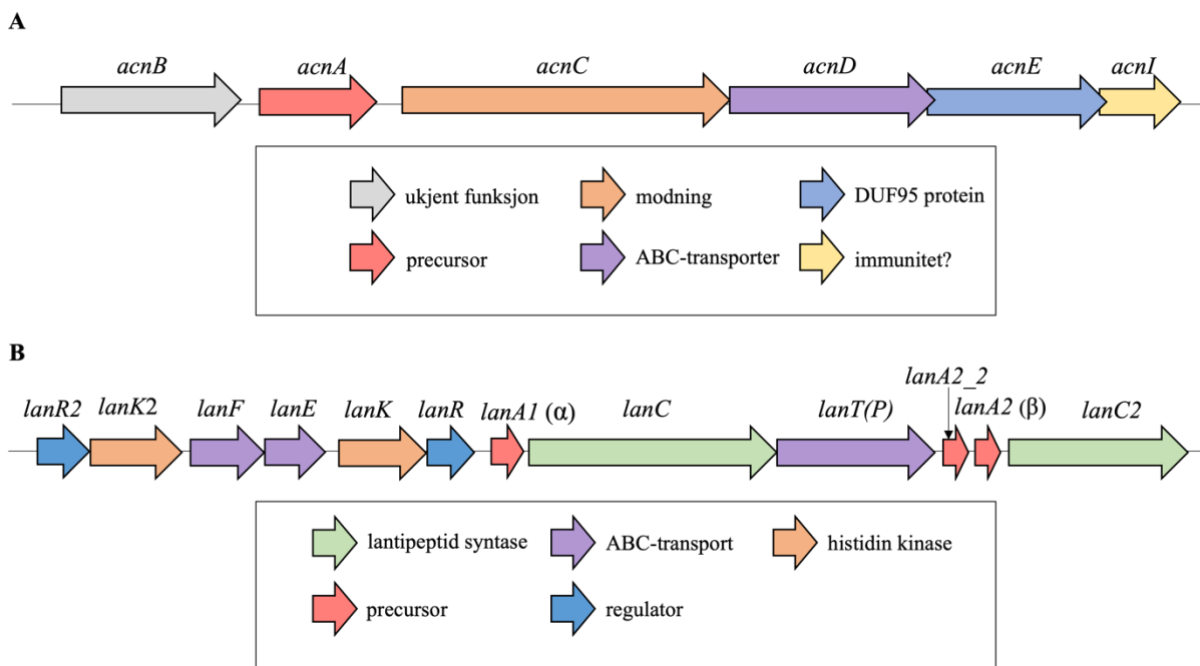 A
acnB acnA acnC acnD acnE acnI
ukjent funksjon modning DUF95 protein
precursor ABC-transporter immunitet?
B
lanA2_2
lanR2 lanK2 lanF lanE lanK lanR lanA1 (α) lanC lanT(P) lanA2 (β) lanC2
lantipeptid syntase ABC-transport histidin kinase
precursor regulator